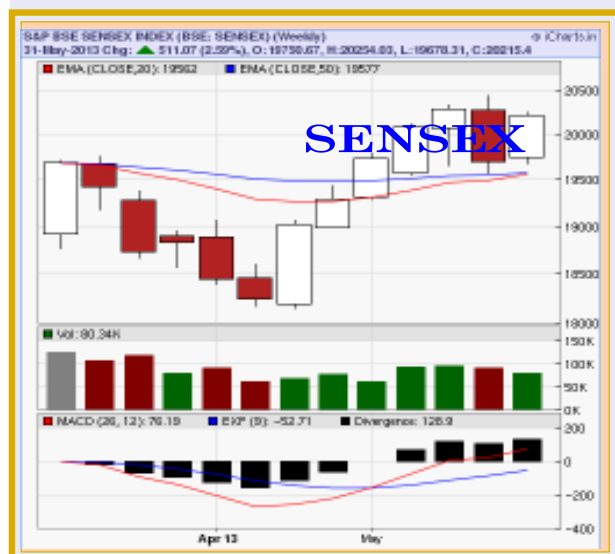 S&P BSE SENSEX INDEX (BSE: SENSEX) (Weekly) © iCharts.in
31-May-2013 Chg: 511.07 (2.59%), O:19750.67, H:20254.03, L:19678.31, C:20215.4
EMA (CLOSE,20): 19562 EMA (CLOSE,50): 19577
20500
SENSEX
20000
19500
19000
18500
18000
Vol: 80.34K
150K
100K
50K
0K
MACD (26, 12): 76.19 EXP (9): -52.71 Divergence: 128.9
200
0
-200
-400
Apr 13 May